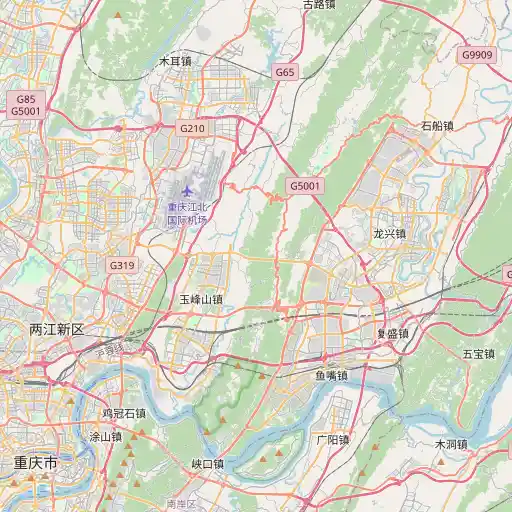 古路镇
木耳镇
G9909
G65
G85
G5001
G210
石船镇
G5001
重庆江北
国际机场
龙兴镇
G319
玉峰山镇
两江新区
复盛镇
沪蓉线
五宝镇
鱼嘴镇
鸡冠石镇
涂山镇
广阳镇
木洞镇
重庆市
峡口镇
南岸区